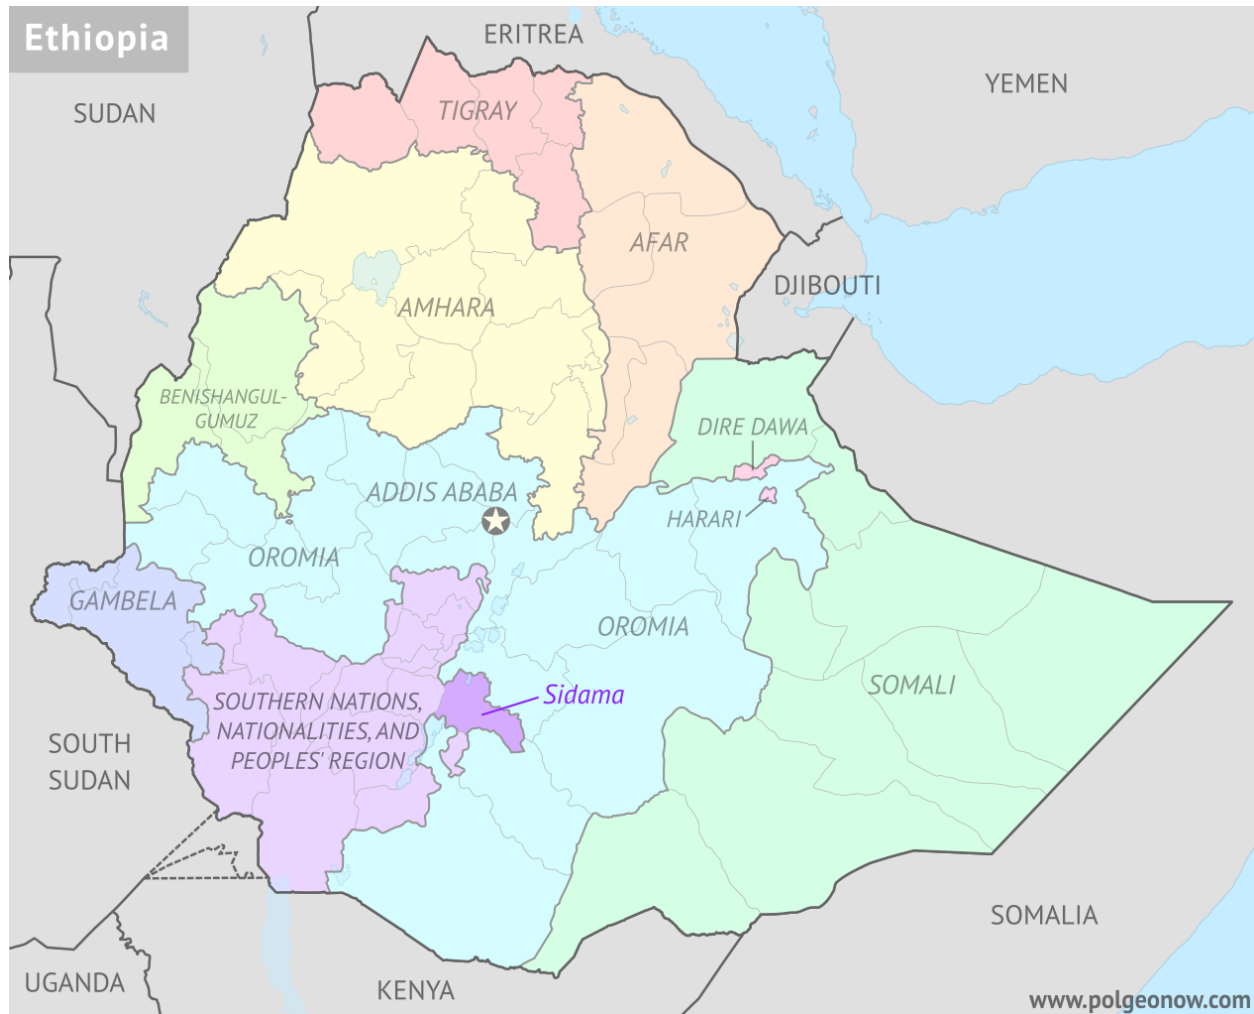 Ethiopia
ERITREA
YEMEN
SUDAN
TIGRAY
AFAR
DJIBOUTI
AMHARA
BENISHANGUL-
GUMUZ
DIRE DAWA
ADDIS ABABA
HARARI
OROMIA
GAMBELA
OROMIA
SOMALI
Sidama
SOUTHERN NATIONS,
NATIONALITIES, AND
PEOPLES' REGION
SOUTH
SUDAN
SOMALIA
UGANDA
KENYA
www.polgeonow.com